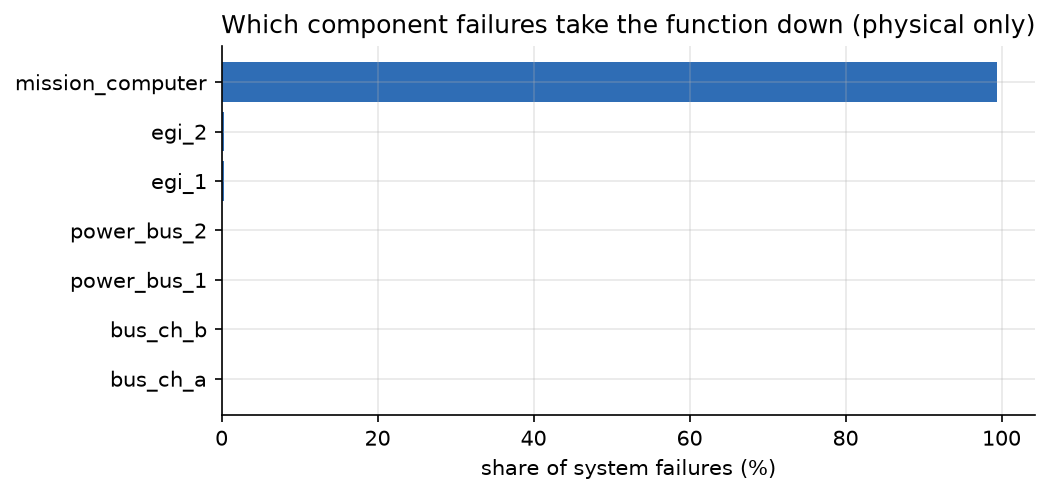 Which component failures take the function down (physical only)
mission_computer
egi_2
egi_1
power_bus_2
power_bus_1
bus_ch_b
bus_ch_a
0 20 40 60 80 100
share of system failures (%)